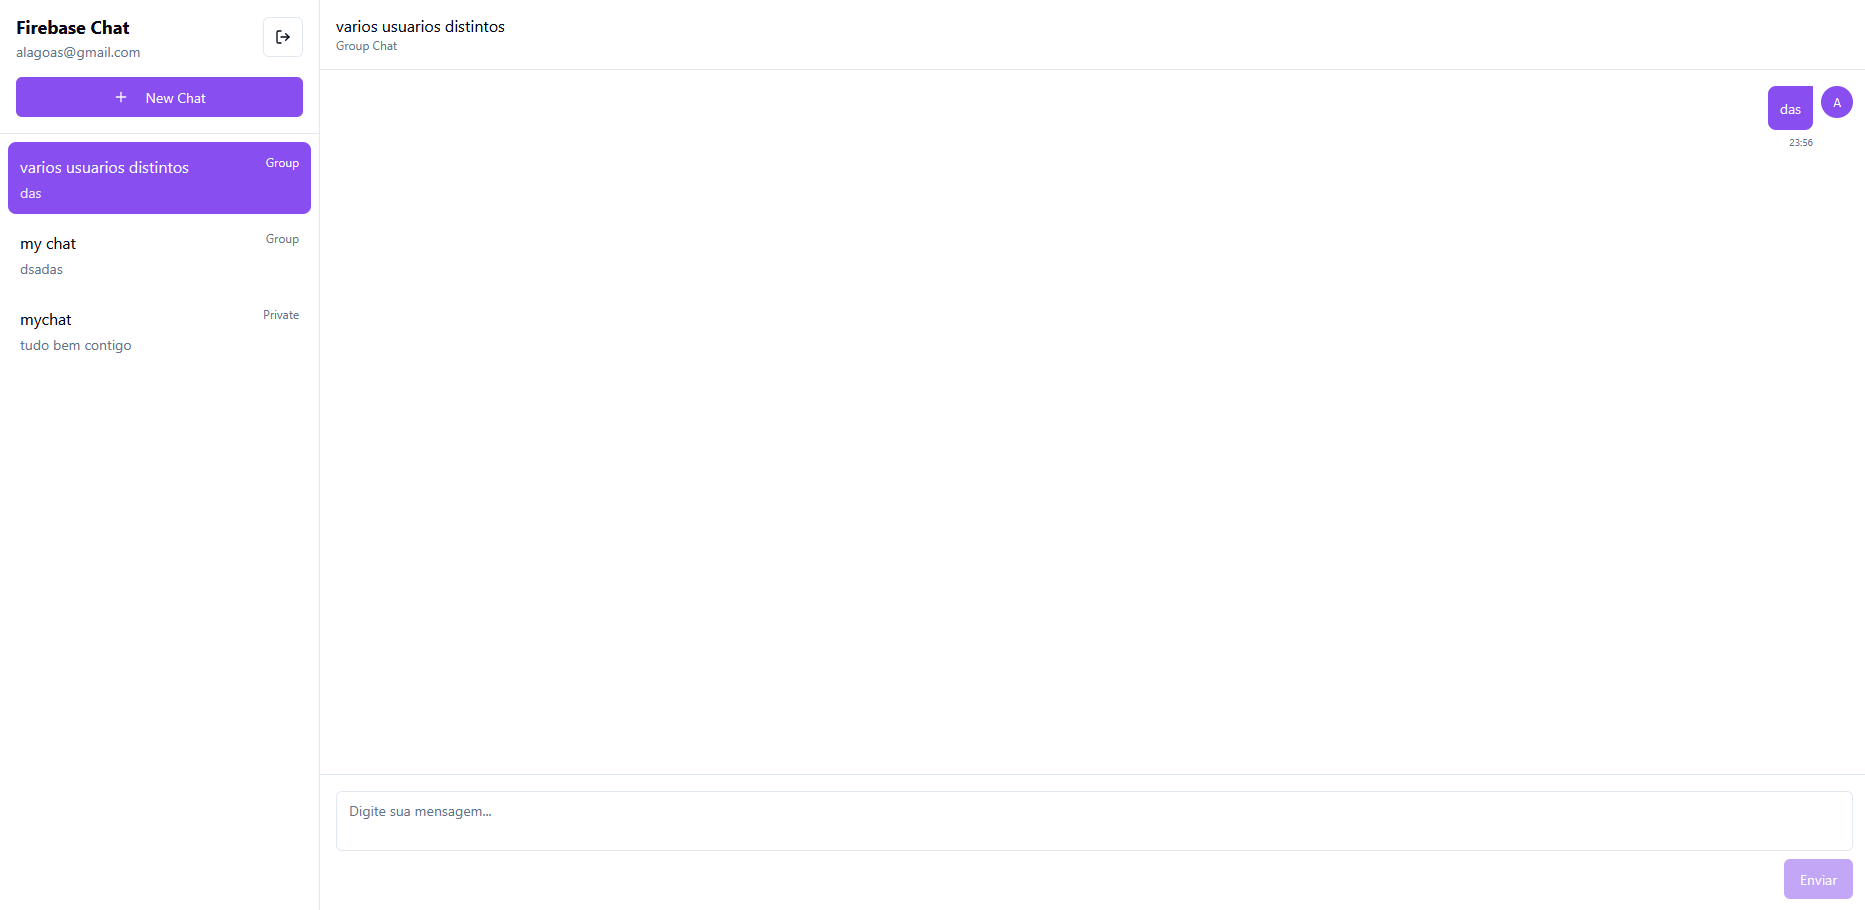 Firebase Chat
alagoas@gmail.com
+ New Chat
varios usuarios distintos
Group
das
my chat
Group
dsadas
mychat
Private
tudo bem contigo
varios usuarios distintos
Group Chat
das
A
23:56
Digite sua mensagem...
Enviar